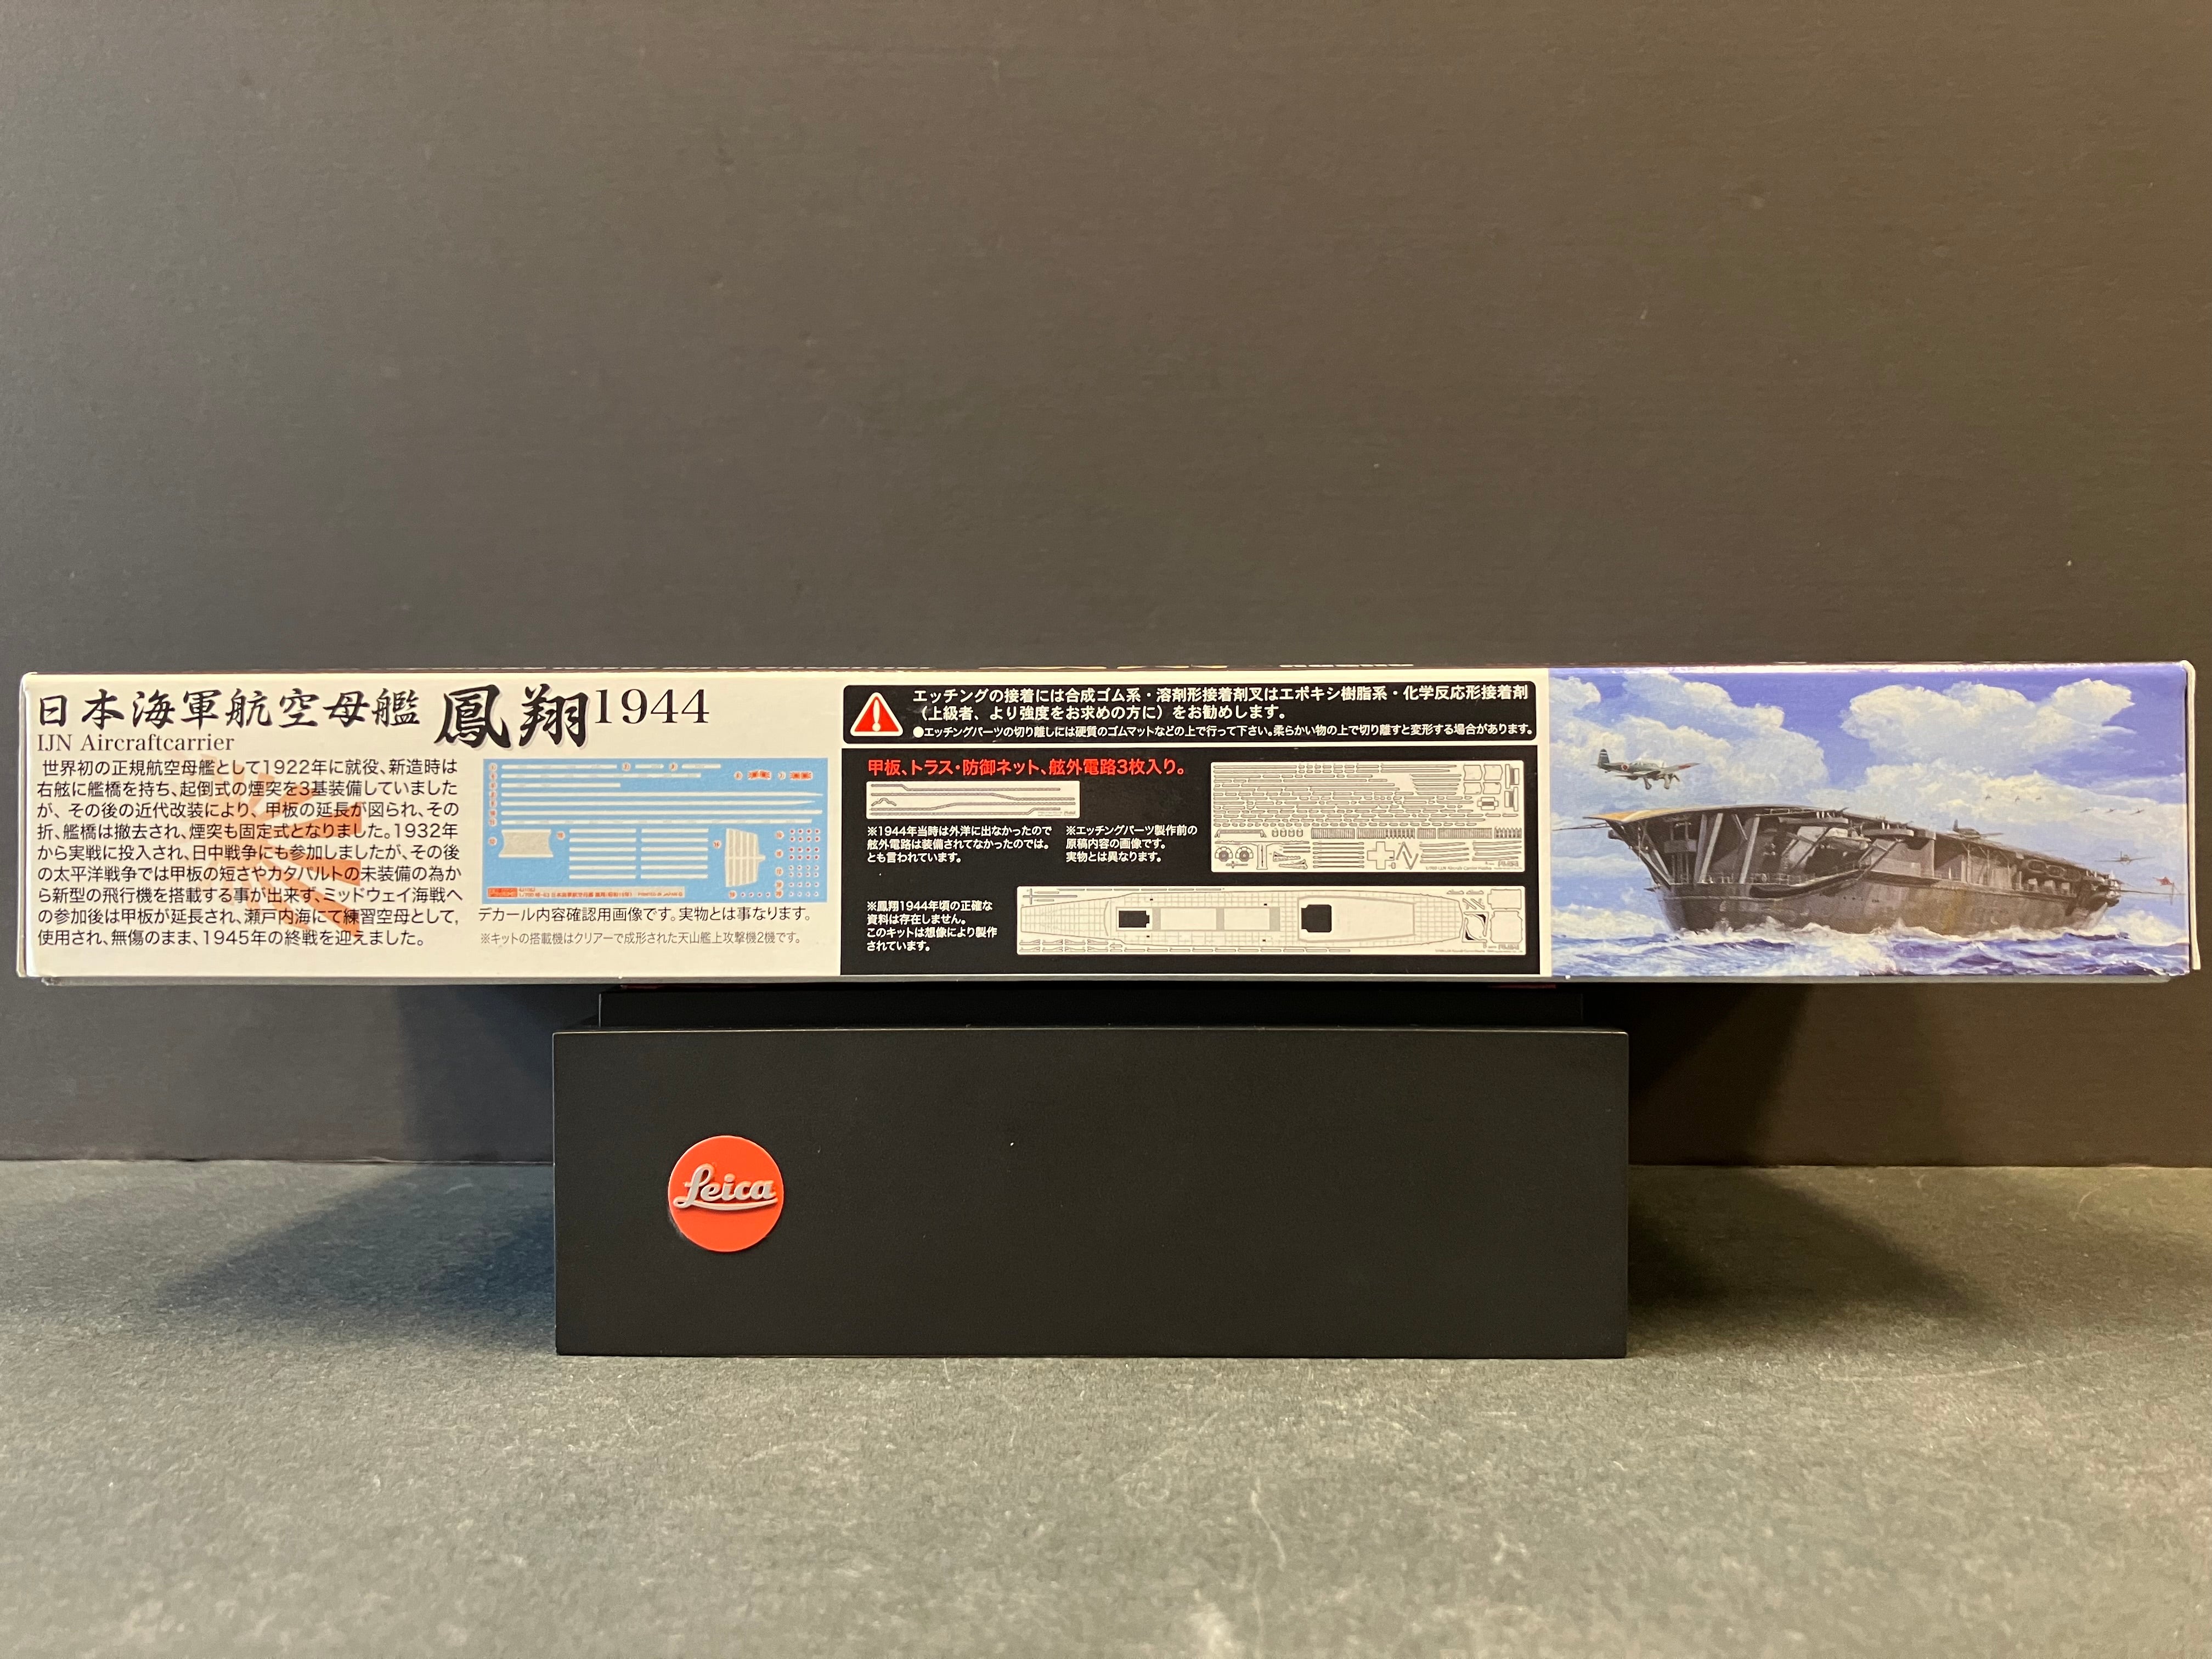 日本海軍航空母艦 鳳翔1944
IJN Aircraftcarrier
世界初の正規航空母艦として1922年に就役、新造時は
右舷に艦橋を持ち、起倒式の煙突を3基装備していました
が、その後の近代改装により、甲板の延長が図られ、その
折、艦橋は撤去され、煙突も固定式となりました。1932年
から実戦に投入され、日中戦争にも参加しましたが、その後
の太平洋戦争では甲板の短さやカタパルトの未装備の為か
ら新型の飛行機を搭載する事が出来ず、ミッドウェイ海戦へ
の参加後は甲板が延長され、瀬戸内海にて練習空母として,
使用され、無傷のまま、1945年の終戦を迎えました。
デカール内容確認用画像です。実物とは事なります。
※キットの搭載機はクリアーで成形された天山艦上攻撃機2機です。
エッチングの接着には合成ゴム系・溶剤形接着剤又はエポキシ樹脂系・化学反応形接着剤
（上級者、より強度をお求めの方に）をお勧めします。
●エッチングパーツの切り離しには硬質のゴムマットなどの上で行って下さい。柔らかい物の上で切り離すと変形する場合があります。
甲板、トラス・防御ネット、舷外電路3枚入り。
※1944年当時は外洋に出なかったので
舷外電路は装備されてなかったのでは。
とも言われています。
※エッチングパーツ製作前の
原稿内容の画像です。
実物とは異なります。
※鳳翔1944年頃の正確な
資料は存在しません。
このキットは想像により製作
されています。
Leica